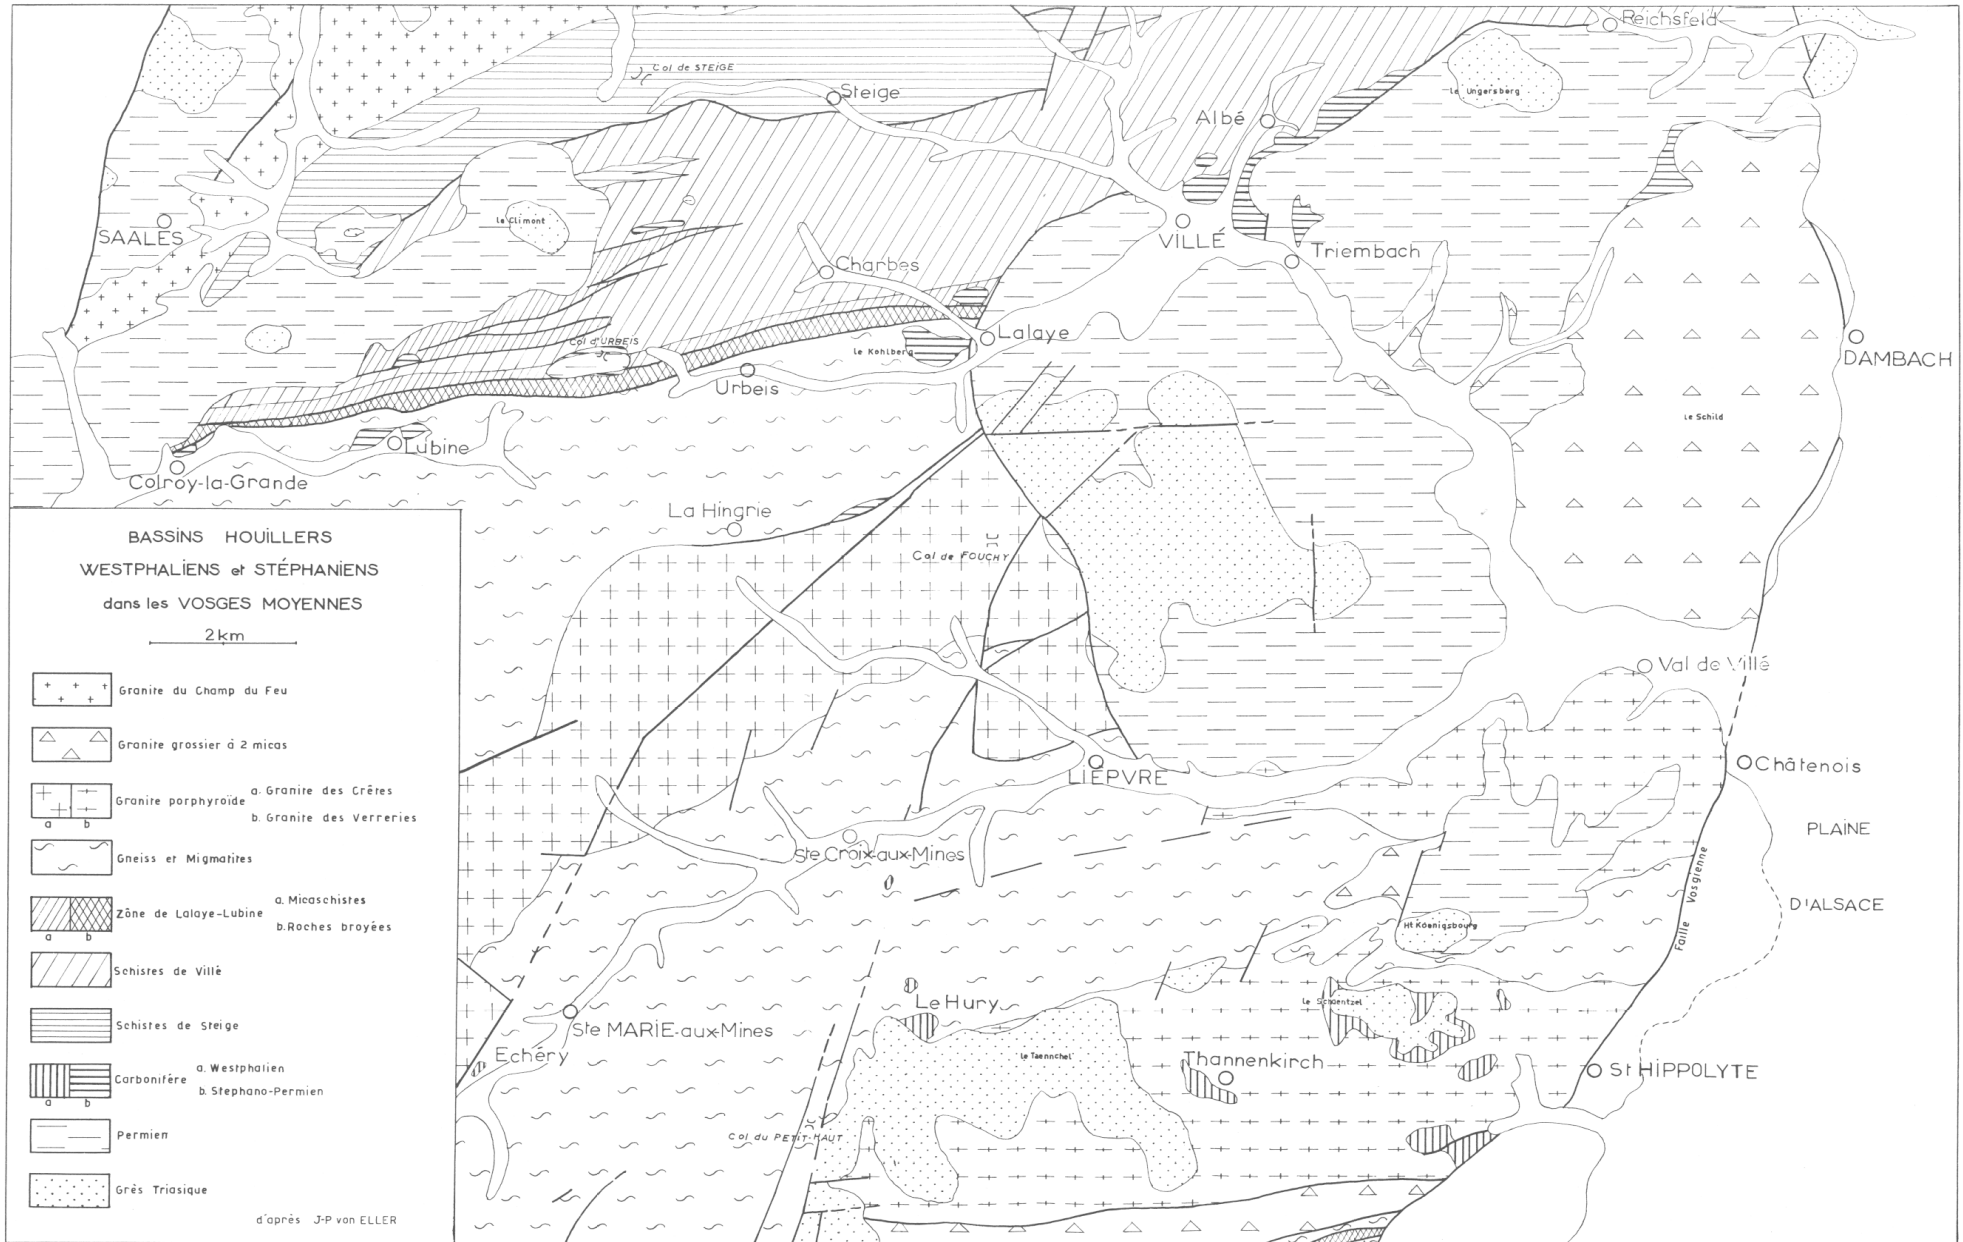 Reichsfeld
Col de STEIGE
Steige
le Ungersberg
Albé
le Climont
SAALES
VILLÉ
Triembach
Charbes
Lalaye
Col d'URBEIS
le Kohlberg
DAMBACH
Urbeis
le Schild
Lubine
Colroy-la-Grande
La Hingrie
Col de FOUCHY
BASSINS HOUILLERS
WESTPHALIENS et STÉPHANIENS
dans les VOSGES MOYENNES
2km
Granite du Champ du Feu
Granite grossier à 2 micas
Granite porphyroïde
a. Granite des Crêtes
b. Granite des Verreries
a b
Gneiss et Migmatites
Zône de Lalaye-Lubine
a. Micaschistes
b. Roches broyées
a b
Schistes de Villé
Schistes de Steige
Carbonifère
a. Westphalien
b. Stephano-Permien
a b
Permien
Grès Triasique
d'après J-P von ELLER
Val de Villé
LIEPVRE
Châtenois
PLAINE
D'ALSACE
Faille Vosgienne
Ste Croix-aux-Mines
Ht Koenigsbourg
Le Hury
le Schaentzel
Ste MARIE-aux-Mines
Echéry
le Taennchel
Thannenkirch
St HIPPOLYTE
Col du PETIT-HAUT